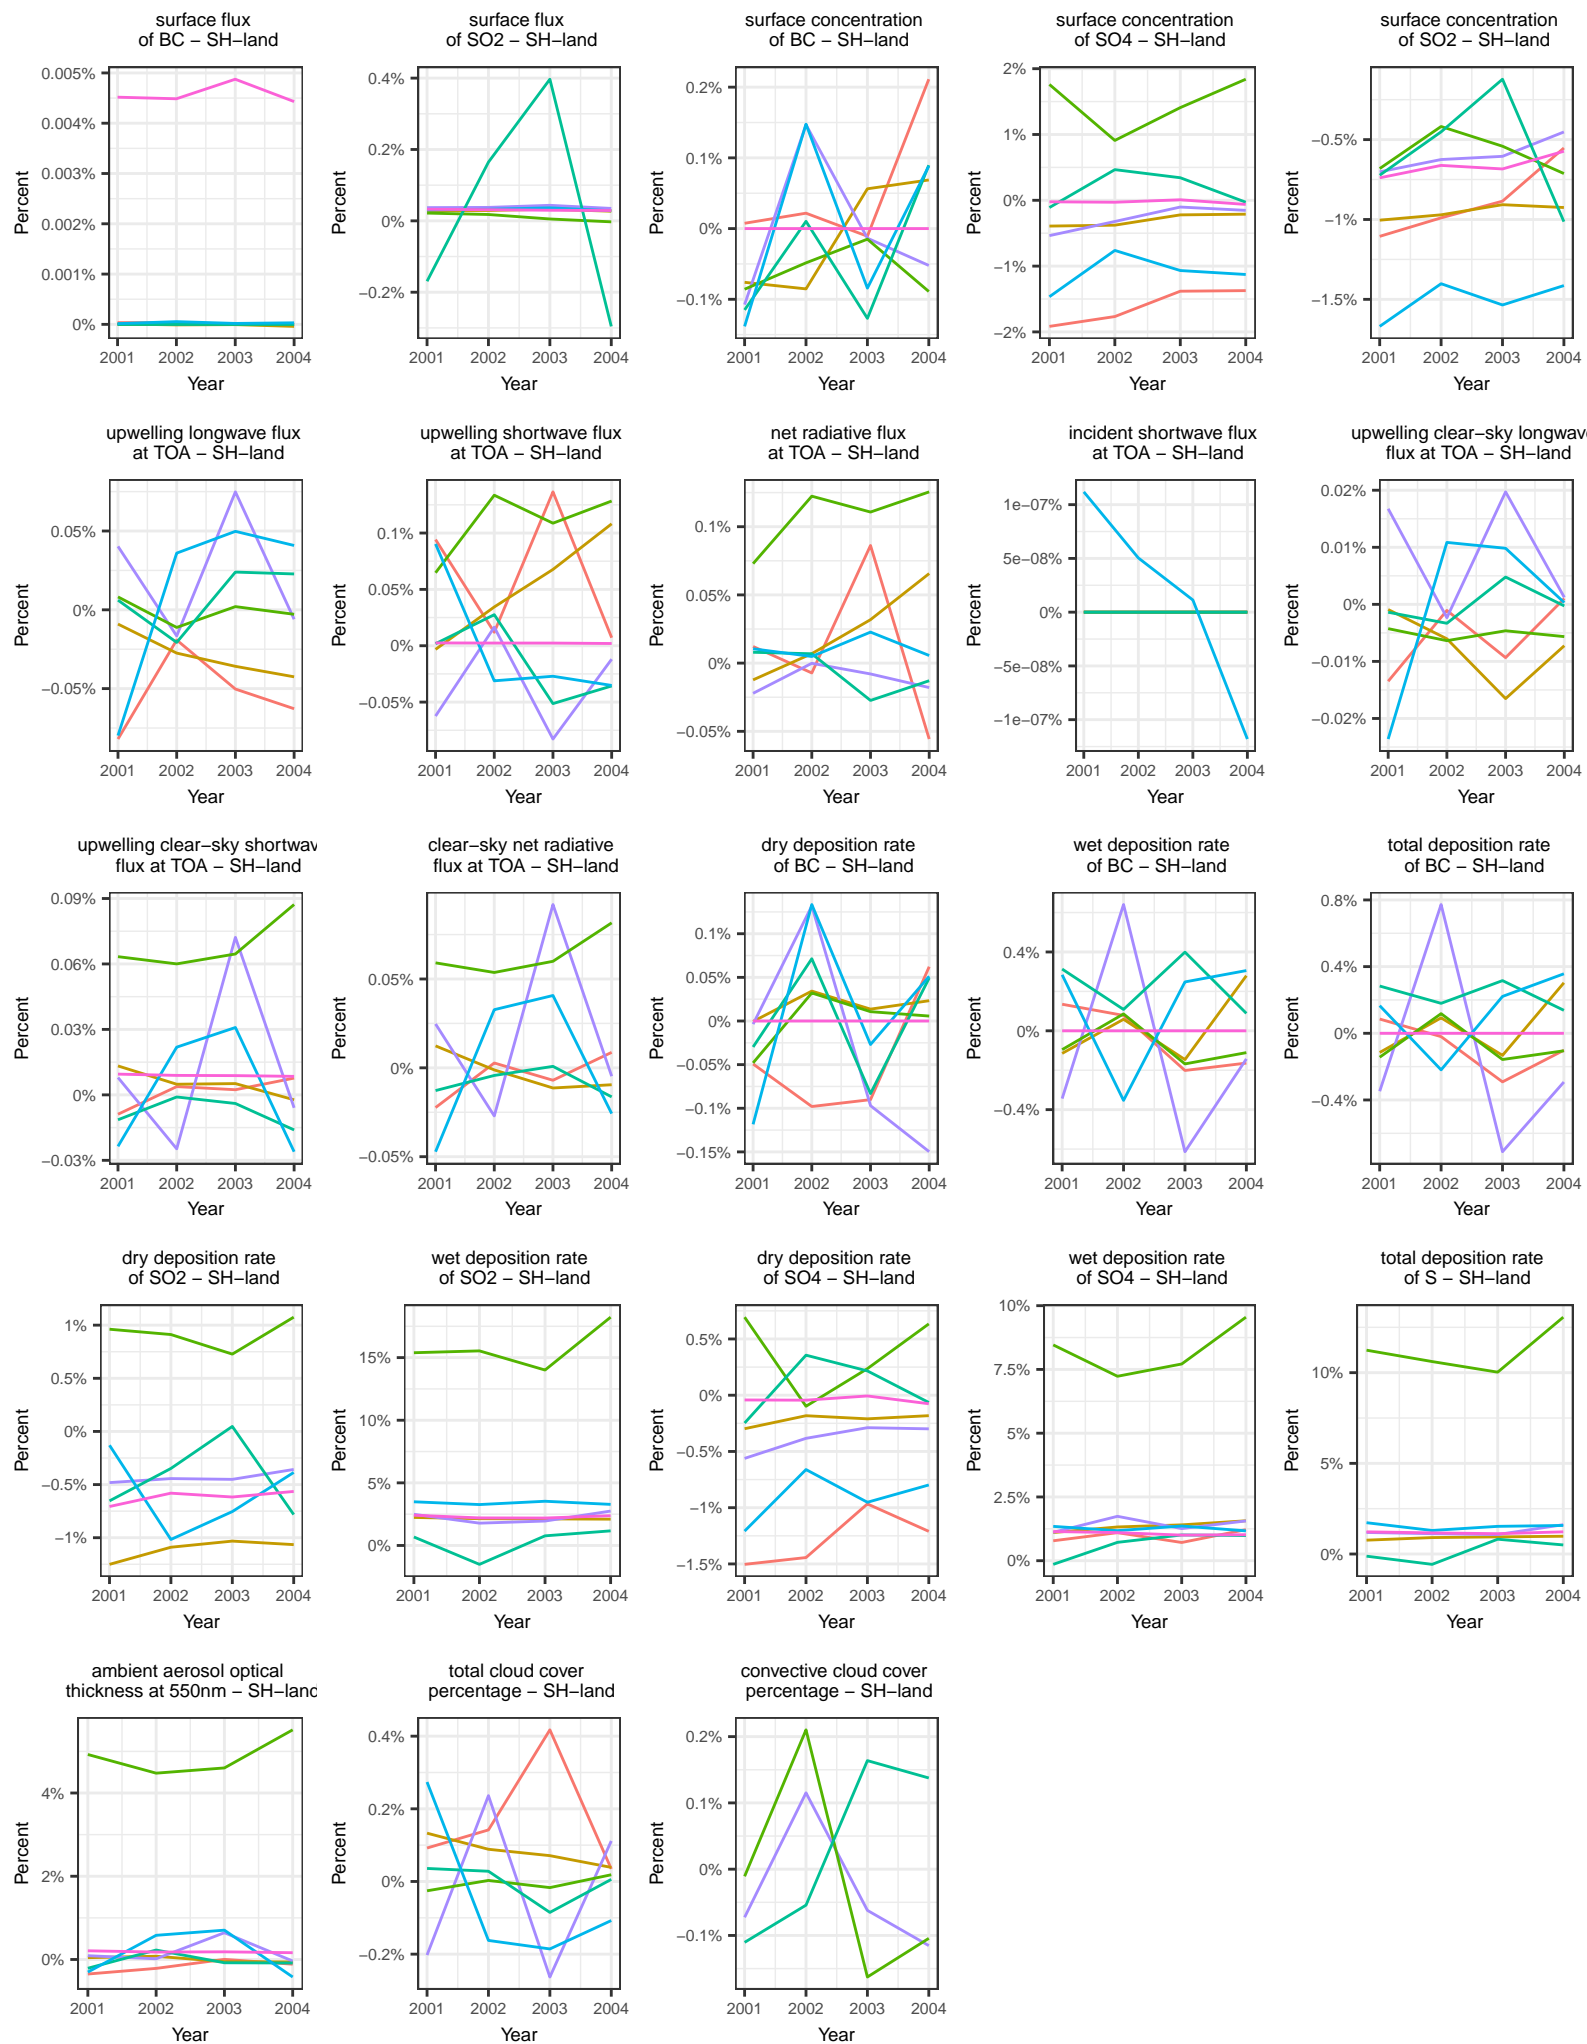 surface flux
of BC − SH−land
0.005%
0.004%
0.003%
0.002%
0.001%
0%
2001 2002 2003 2004
Year
Percent
surface flux
of SO2 − SH−land
0.4%
0.2%
0%
−0.2%
2001 2002 2003 2004
Year
Percent
surface concentration
of BC − SH−land
0.2%
0.1%
0%
−0.1%
2001 2002 2003 2004
Year
Percent
surface concentration
of SO4 − SH−land
2%
1%
0%
−1%
−2%
2001 2002 2003 2004
Year
Percent
surface concentration
of SO2 − SH−land
−0.5%
−1%
−1.5%
2001 2002 2003 2004
Year
Percent
upwelling longwave flux
at TOA − SH−land
0.05%
0%
−0.05%
2001 2002 2003 2004
Year
Percent
upwelling shortwave flux
at TOA − SH−land
0.1%
0.05%
0%
−0.05%
2001 2002 2003 2004
Year
Percent
net radiative flux
at TOA − SH−land
0.1%
0.05%
0%
−0.05%
2001 2002 2003 2004
Year
Percent
incident shortwave flux
at TOA − SH−land
1e−07%
5e−08%
0%
−5e−08%
−1e−07%
2001 2002 2003 2004
Year
Percent
upwelling clear−sky longwav
flux at TOA − SH−land
0.02%
0.01%
0%
−0.01%
−0.02%
2001 2002 2003 2004
Year
Percent
upwelling clear−sky shortwav
flux at TOA − SH−land
0.09%
0.06%
0.03%
0%
−0.03%
2001 2002 2003 2004
Year
Percent
clear−sky net radiative
flux at TOA − SH−land
0.05%
0%
−0.05%
2001 2002 2003 2004
Year
Percent
dry deposition rate
of BC − SH−land
0.1%
0.05%
0%
−0.05%
−0.1%
−0.15%
2001 2002 2003 2004
Year
Percent
wet deposition rate
of BC − SH−land
0.4%
0%
−0.4%
2001 2002 2003 2004
Year
Percent
total deposition rate
of BC − SH−land
0.8%
0.4%
0%
−0.4%
2001 2002 2003 2004
Year
Percent
dry deposition rate
of SO2 − SH−land
1%
0.5%
0%
−0.5%
−1%
2001 2002 2003 2004
Year
Percent
wet deposition rate
of SO2 − SH−land
15%
10%
5%
0%
2001 2002 2003 2004
Year
Percent
dry deposition rate
of SO4 − SH−land
0.5%
0%
−0.5%
−1%
−1.5%
2001 2002 2003 2004
Year
Percent
wet deposition rate
of SO4 − SH−land
10%
7.5%
5%
2.5%
0%
2001 2002 2003 2004
Year
Percent
total deposition rate
of S − SH−land
10%
5%
0%
2001 2002 2003 2004
Year
Percent
ambient aerosol optical
thickness at 550nm − SH−land
4%
2%
0%
2001 2002 2003 2004
Year
Percent
total cloud cover
percentage − SH−land
0.4%
0.2%
0%
−0.2%
2001 2002 2003 2004
Year
Percent
convective cloud cover
percentage − SH−land
0.2%
0.1%
0%
−0.1%
2001 2002 2003 2004
Year
Percent